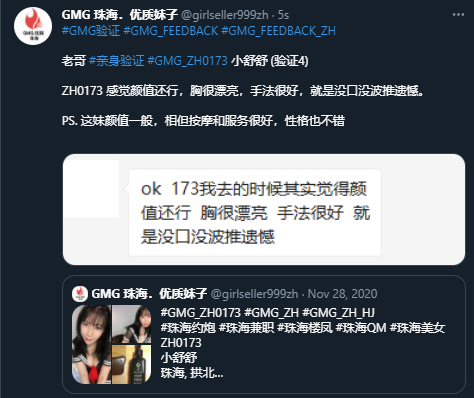 GMG 珠海．优质妹子 @girlseller999zh · 5s
#GMG验证 #GMG_FEEDBACK #GMG_FEEDBACK_ZH
老哥 #亲身验证 #GMG_ZH0173 小舒舒 (验证4)
ZH0173 感觉颜值还行，胸很漂亮，手法很好，就是没口没波推遗憾。
PS. 这妹颜值一般，相但按摩和服务很好，性格也不错
ok 173我去的时候其实觉得颜
值还行 胸很漂亮 手法很好 就
是没口没波推遗憾
GMG 珠海．优质妹子 @girlseller999zh · Nov 28, 2020
#GMG_ZH0173 #GMG_ZH #GMG_ZH_HJ
#珠海约炮 #珠海兼职 #珠海楼凤 #珠海QM #珠海美女
ZH0173
小舒舒
珠海, 拱北...